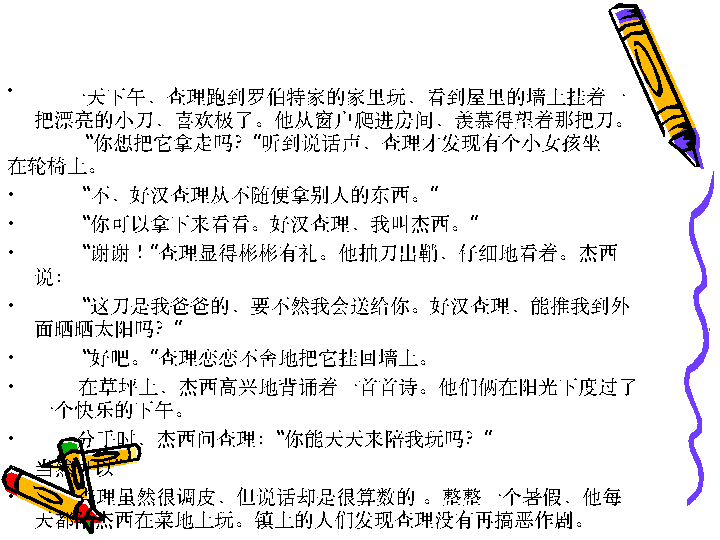 一天下午、查理跑到罗伯特家的家里玩、看到屋里的墙上挂着一
把漂亮的小刀、喜欢极了。他从窗户爬进房间、羡慕得望着那把刀。
“你想把它拿走吗？”听到说话声、查理才发现有个小女孩坐
在轮椅上。
“不、好汉查理从不随便拿别人的东西。”
“你可以拿下来看看。好汉查理、我叫杰西。”
“谢谢！”查理显得彬彬有礼。他抽刀出鞘、仔细地看着。杰西
说：
“这刀是我爸爸的、要不然我会送给你。好汉查理、能推我到外
面晒晒太阳吗？”
“好吧。”查理恋恋不舍地把它挂回墙上。
在草坪上、杰西高兴地背诵着一首首诗。他们俩在阳光下度过了
一个快乐的下午。
分手时、杰西问查理：“你能天天来陪我玩吗？”
当然 以
查理虽然很调皮、但说话却是很算数的 。整整一个暑假、他每
天都 杰西在菜地上玩。镇上的人们发现查理没有再搞恶作剧。